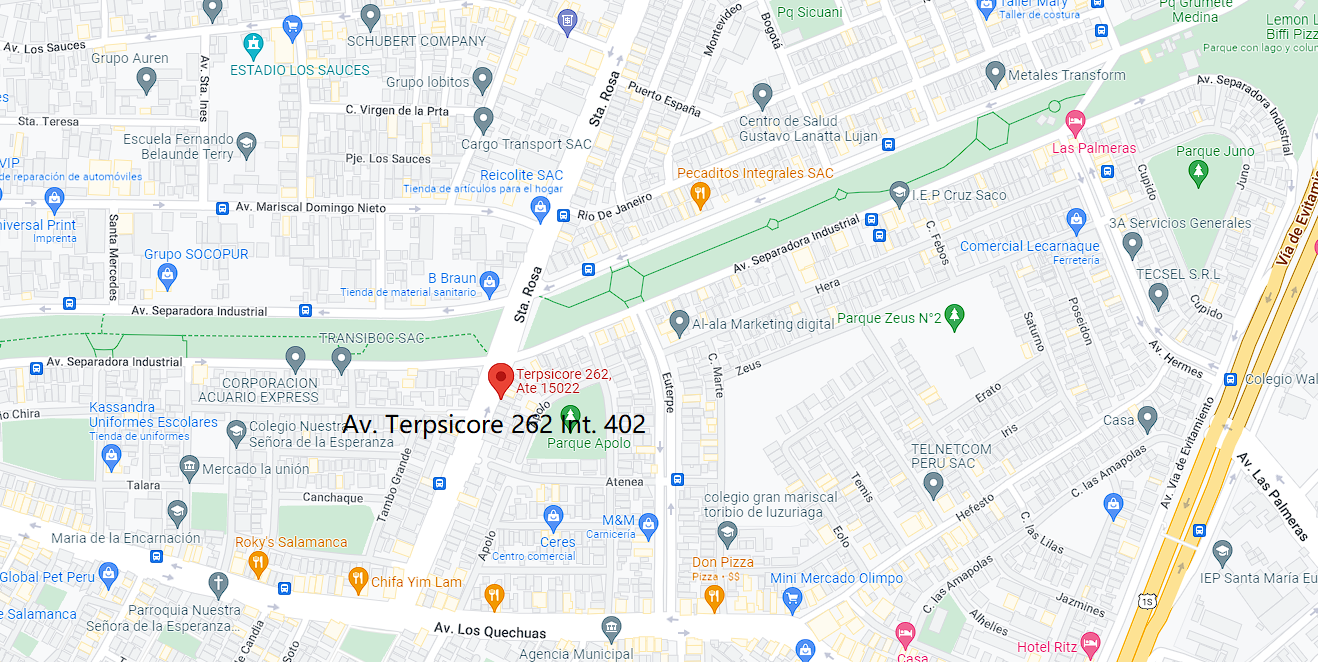 Av. Los Sauces
SCHUBERT COMPANY
Montevideo
Bogotá
Pq Sicuani
Taller Mary
Taller de costura
Pq Grumete
Medina
Lemon L
Biffi Pizz
Parque con lago y colum
Grupo Auren
ESTADIO LOS SAUCES
Av. Sta. Ines
Grupo lobitos
Sta. Rosa
Puerto España
Metales Transform
Av. Separadora Industrial
es
Sta. Teresa
C. Virgen de la Prta
Centro de Salud
Gustavo Lanatta Lujan
Escuela Fernando
Belaunde Terry
Cargo Transport SAC
Pje. Los Sauces
Las Palmeras
Parque Juno
VIP
de reparación de automóviles
Reicolite SAC
Tienda de artículos para el hogar
Pecaditos Integrales SAC
Cupido
Juno
niversal Print
Imprenta
Santa Mercedes
Av. Mariscal Domingo Nieto
Río De Janeiro
I.E.P Cruz Saco
Via de Evitamie
Grupo SOCOPUR
Av. Separadora Industrial
C. Febos
Comercial Lecarnaque
Ferretería
3A Servicios Generales
B Braun
Tienda de material sanitario
Sta. Rosa
Hera
TECSEL S.R.L
Cupido
Av. Separadora Industrial
Al-ala Marketing digital
Parque Zeus N°2
Saturno
Poseidon
TRANSIBOC SAC
Av. Separadora Industrial
CORPORACION
ACUARIO EXPRESS
Terpsicore 262,
Ate 15022
Euterpe
C. Marte
Zeus
Av. Hermes
Colegio Wal
Chira
Kassandra
Uniformes Escolares
Tienda de uniformes
Apolo
Erato
Av. Terpsicore 262 Int. 402
Colegio Nuestra
Señora de la Esperanza
Parque Apolo
Iris
Casa
Av. Vía de Evitamiento
Mercado la unión
Tambo Grande
TELNETCOM
PERU SAC
C. las Amapolas
Av. Las Palmeras
Talara
Canchaque
Atenea
Temis
colegio gran mariscal
toribio de luzuriaga
Hefesto
Maria de la Encarnación
Roky's Salamanca
Apolo
Ceres
Centro comercial
M&M
Carnicería
Eolo
C. las Lilas
Global Pet Peru
Chifa Yim Lam
Don Pizza
Pizza · $$
Mini Mercado Olimpo
C. las Amapolas
IEP Santa María Eu
e Salamanca
Parroquia Nuestra
Señora de la Esperanza...
Jazmines
1S
Alhelies
de Candia
Soto
Av. Los Quechuas
Agencia Municipal
Casa
Hotel Ritz